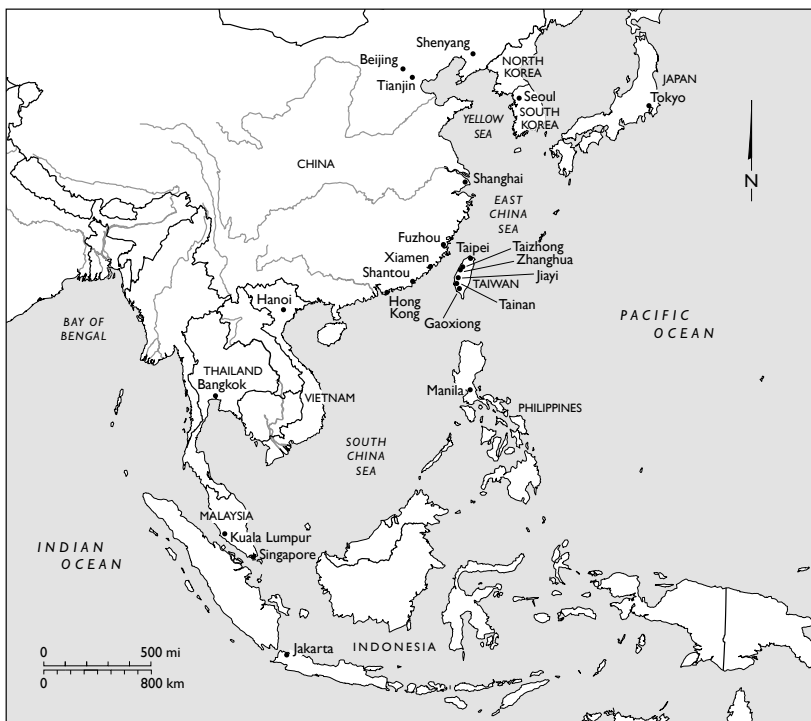 Shenyang
Beijing
Tianjin
NORTH
KOREA
Seoul
SOUTH
KOREA
JAPAN
Tokyo
YELLOW
SEA
CHINA
N
Shanghai
EAST
CHINA
SEA
Fuzhou
Taipei
Taizhong
Xiamen
Zhanghua
Shantou
TAIWAN
Jiayi
Hanoi
Hong
Kong
Tainan
Gaoxiong
BAY OF
BENGAL
PACIFIC
OCEAN
THAILAND
Bangkok
VIETNAM
Manila
PHILIPPINES
SOUTH
CHINA
SEA
MALAYSIA
Kuala Lumpur
Singapore
INDIAN
OCEAN
Jakarta
INDONESIA
0 500 mi
0 800 km